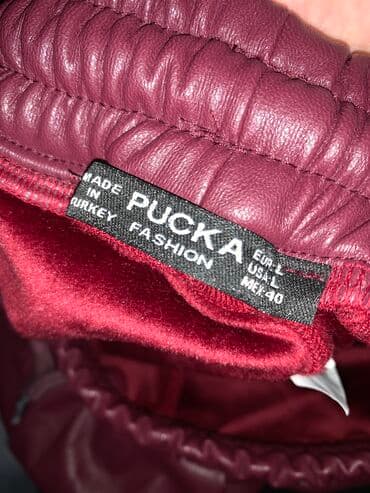 MADE
IN
TURKEY
PUCKA
FASHION
EUR:L
USA:L
MEX:40